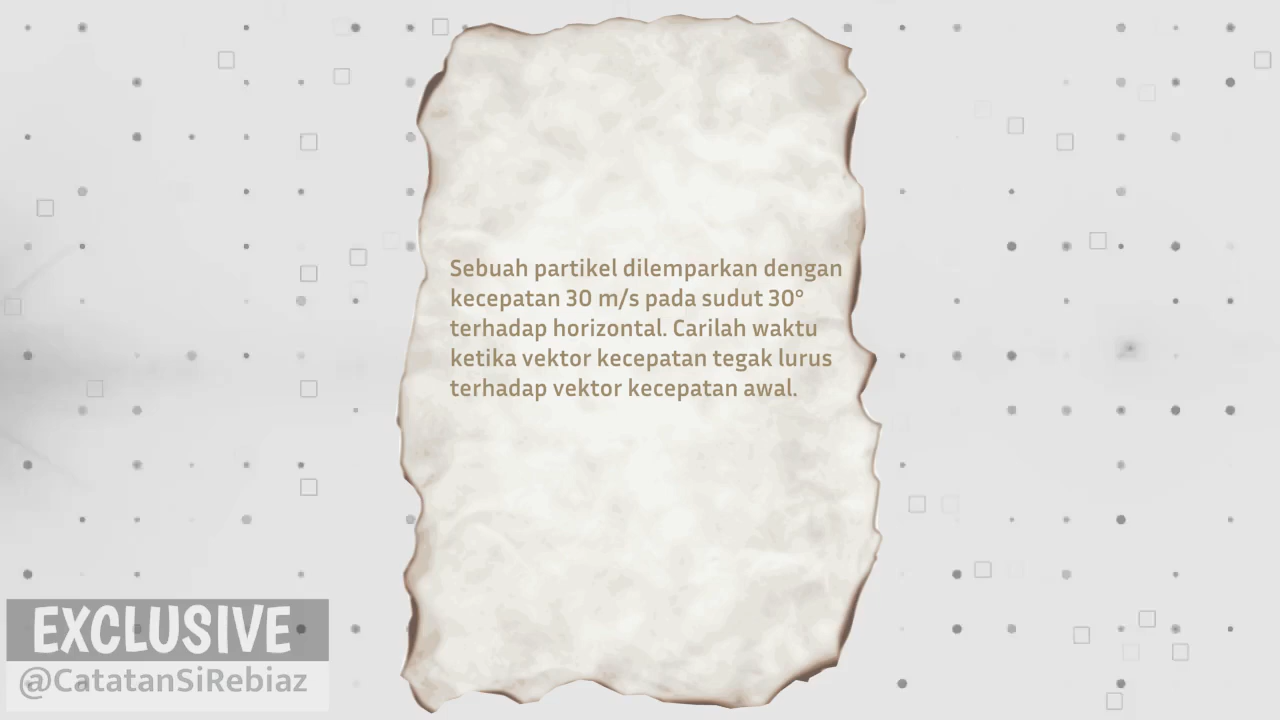 Sebuah partikel dilemparkan dengan
kecepatan 30 m/s pada sudut 30°
terhadap horizontal. Carilah waktu
ketika vektor kecepatan tegak lurus
terhadap vektor kecepatan awal.
EXCLUSIVE
@CatatanSiRebiaz